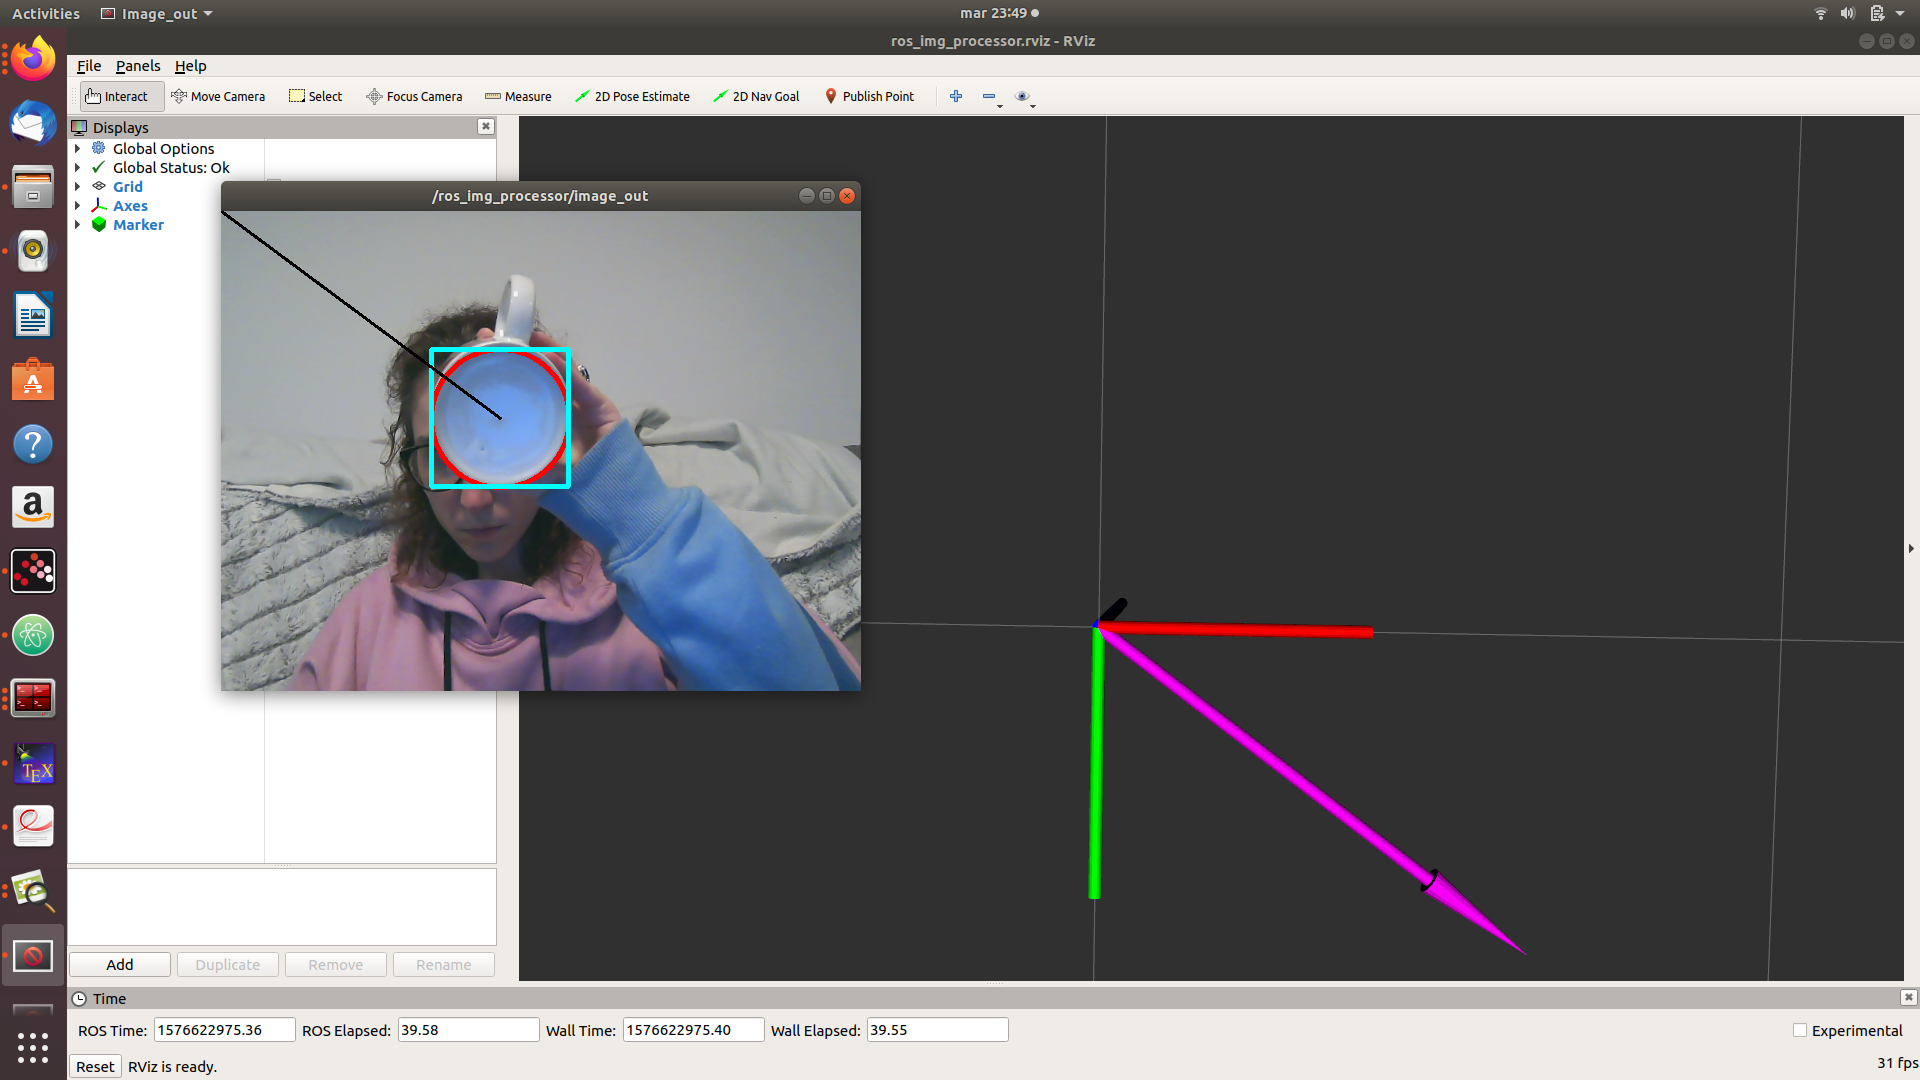 Activities Image_out mar 23:49
ros_img_processor.rviz - RViz
File Panels Help
Interact Move Camera Select Focus Camera Measure 2D Pose Estimate 2D Nav Goal Publish Point
Displays
Global Options
Global Status: Ok
Grid
Axes
Marker
/ros_img_processor/image_out
?
a
TEX
Add Duplicate Remove Rename
Time
ROS Time: 1576622975.36 ROS Elapsed: 39.58 Wall Time: 1576622975.40 Wall Elapsed: 39.55 Experimental
Reset RViz is ready. 31 fps